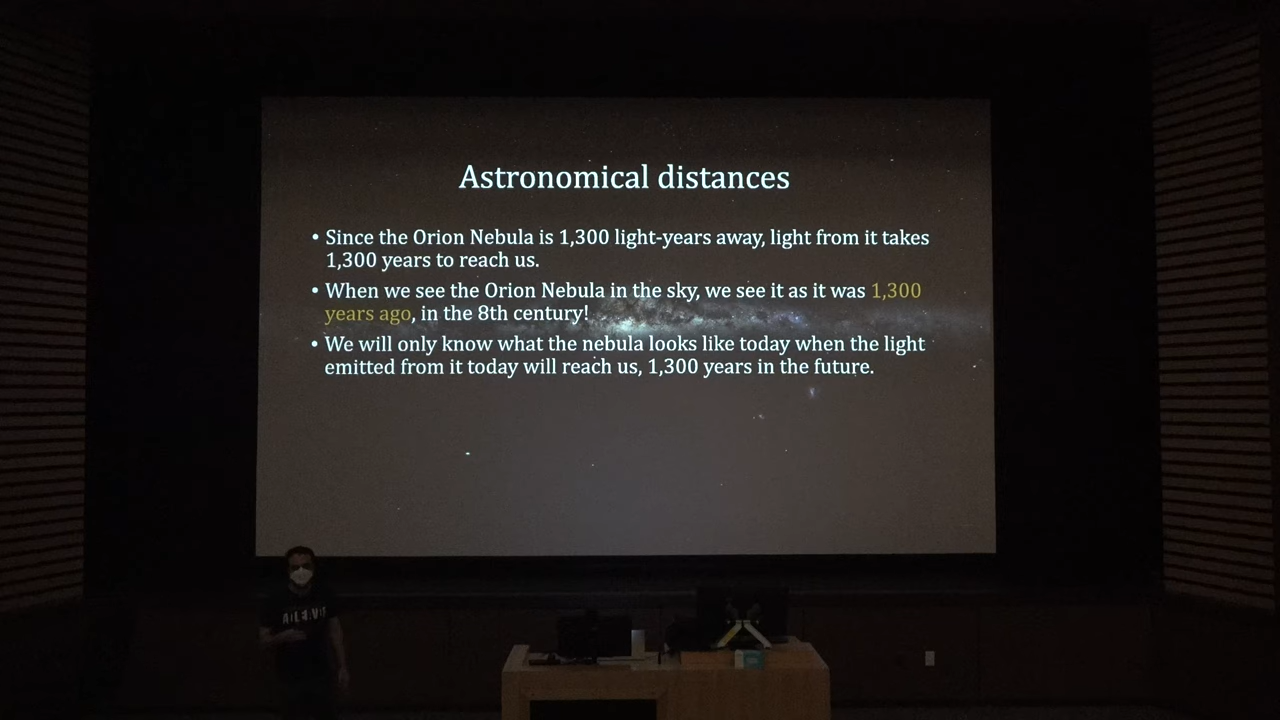 Astronomical distances
• Since the Orion Nebula is 1,300 light-years away, light from it takes
1,300 years to reach us.
• When we see the Orion Nebula in the sky, we see it as it was 1,300
years ago, in the 8th century!
• We will only know what the nebula looks like today when the light
emitted from it today will reach us, 1,300 years in the future.